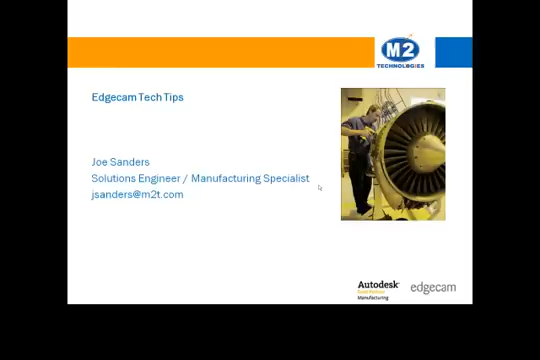 M2
TECHNOLOGIES
Edgecam Tech Tips
Joe Sanders
Solutions Engineer / Manufacturing Specialist
jsanders@m2t.com
Autodesk
Manufacturing
edgecam